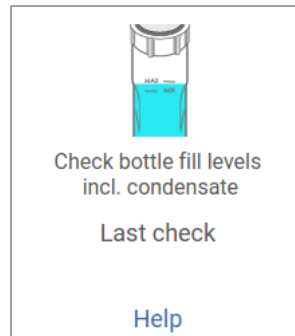 MAX
MIN
Check bottle fill levels
incl. condensate
Last check
Help